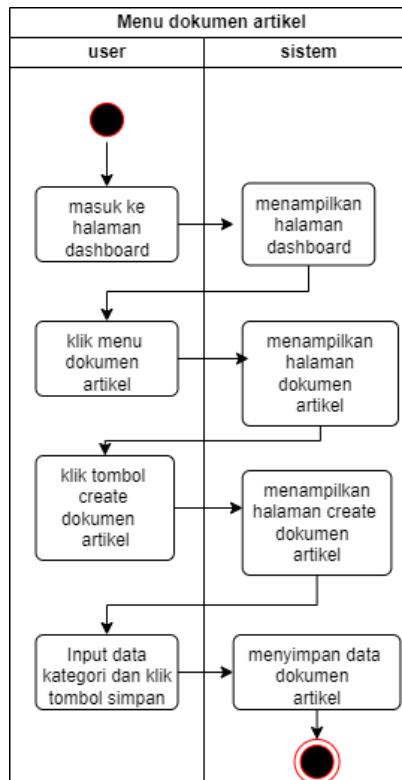 Menu dokumen artikel
user
sistem
masuk ke
halaman
dashboard
menampilkan
halaman
dashboard
klik menu
dokumen
artikel
menampilkan
halaman
dokumen
artikel
klik tombol
create
dokumen
artikel
menampilkan
halaman create
dokumen
artikel
Input data
kategori dan klik
tombol simpan
menyimpan data
dokumen
artikel